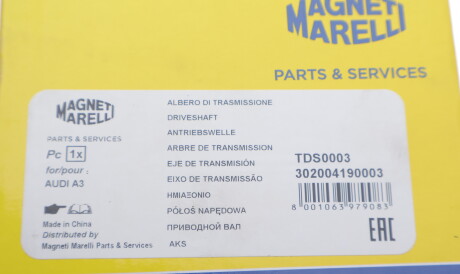 MAGNETI
MARELLI
PARTS & SERVICES
MAGNETI
MARELLI
PARTS & SERVICES
Pc 1x
for/pour :
AUDI A3
Made in China
Distributed by
Magneti Marelli Parts & Services
ALBERO DI TRASMISSIONE
DRIVESHAFT
ANTRIEBSWELLE
ARBRE DE TRANSMISSION
EJE DE TRANSMISIÓN
EIXO DE TRANSMISSÃO
ΗΜΙΑΞΟΝΙΟ
PÓŁOŚ NAPĘDOWA
ПРИВОДНОЙ ВАЛ
AKS
TDS0003
302004190003
8 001063 979083
EAC